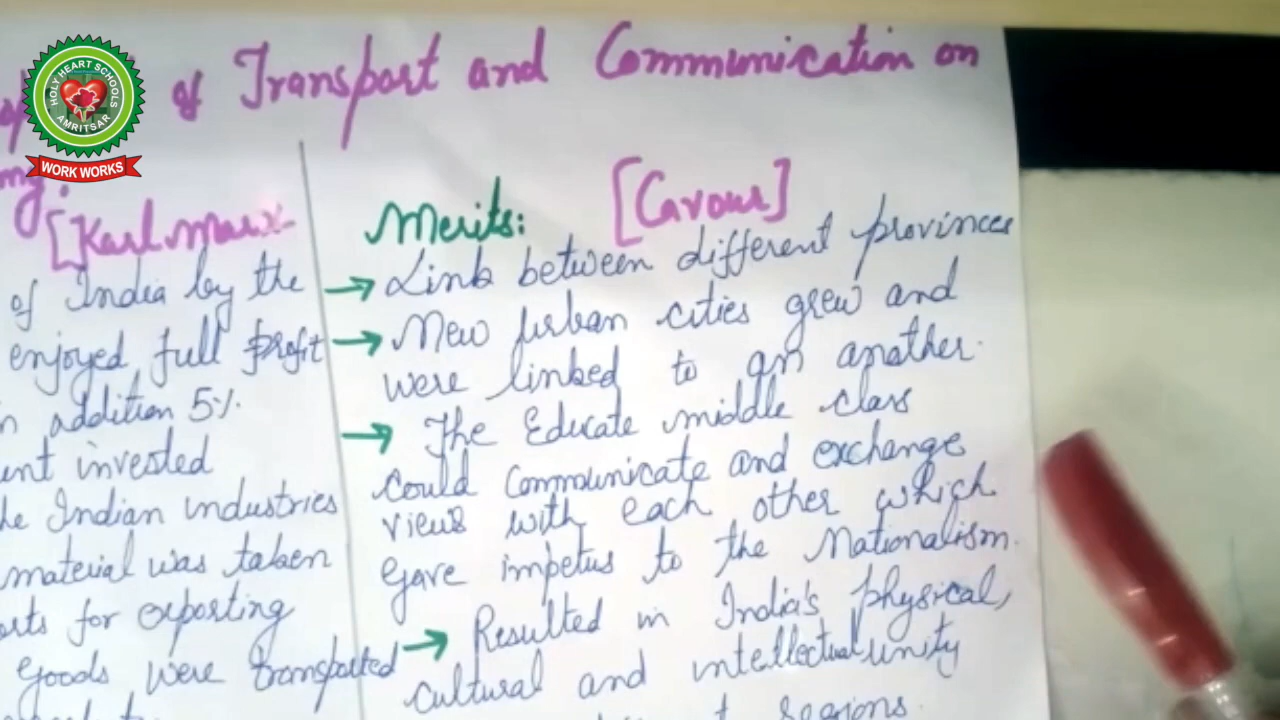 HOLY HEART SCHOOLS
AMRITSAR
WORK WORKS
of Transport and Communication on
[Karl Marx
of India by the
enjoyed full profit
addition 5%.
invested
Indian industries
material was taken
for exporting
goods were transported
Merits: [Cavour]
→ Link between different provinces
→ New urban cities grew and
were linked to an another.
→ The Educate middle class
could communicate and exchange
views with each other which
gave impetus to the Nationalism.
→ Resulted in India's physical,
cultural and intellectual unity
regions.